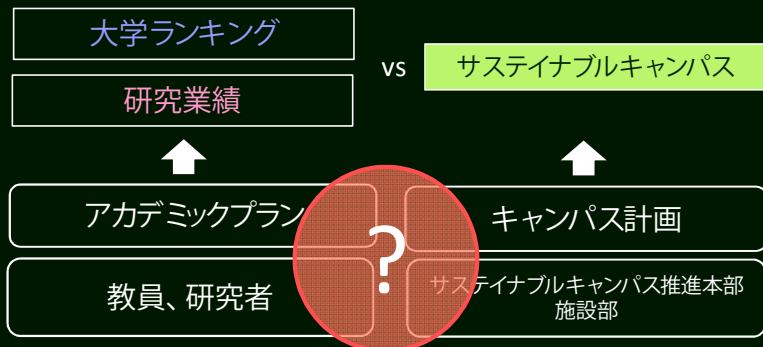 大学ランキング
vs
サステイナブルキャンパス
研究業績
アカデミックプラン
キャンパス計画
?
教員、研究者
サステイナブルキャンパス推進本部
施設部